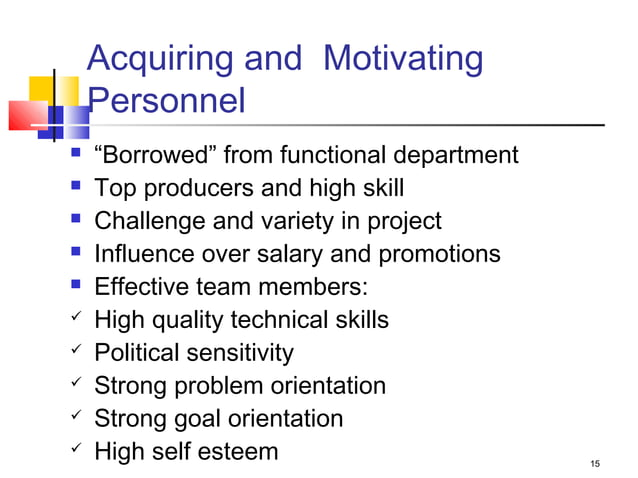 Acquiring and  Motivating
Personnel
“Borrowed” from functional department
Top producers and high skill
Challenge and variety in project
Influence over salary and promotions
Effective team members:
High quality technical skills
Political sensitivity
Strong problem orientation
Strong goal orientation
High self esteem
15